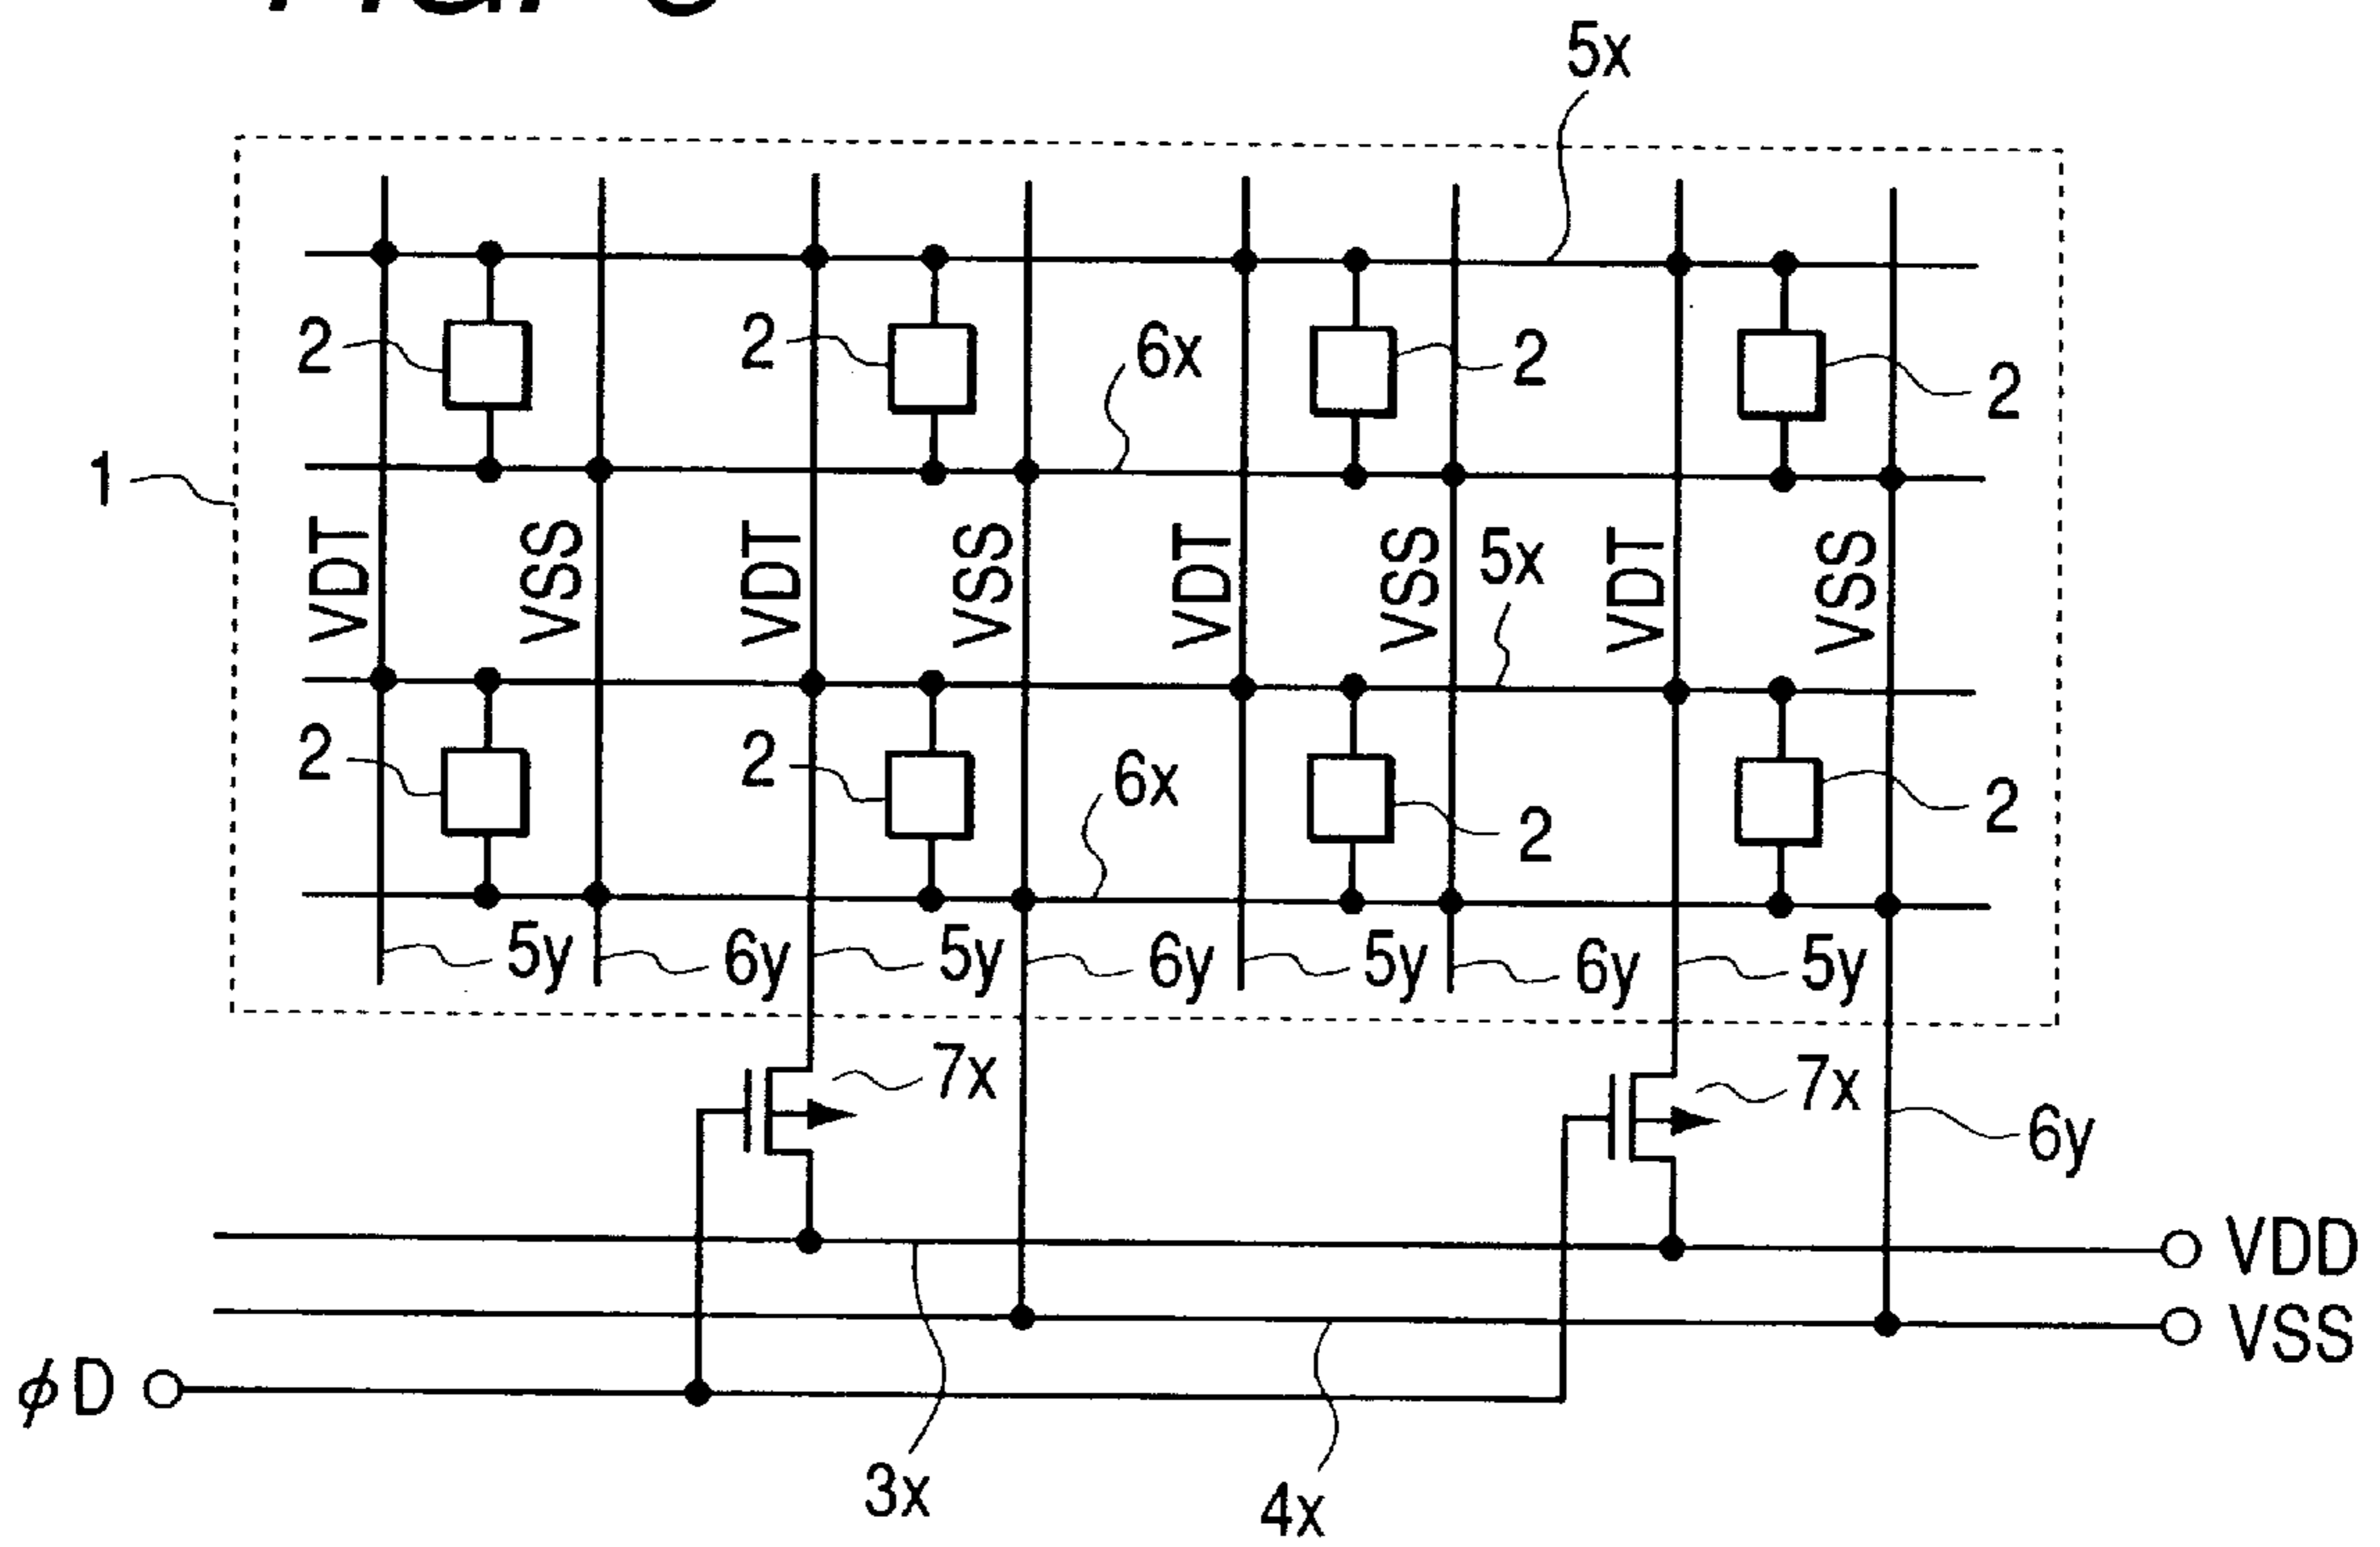 5x
2 2 6x 2 2
1
VDT VSS VDT VSS VDT VSS 5x VDT VSS
2 2 6x 2 2
5y 6y 5y 6y 5y 6y 5y
7x 7x
6y
VDD
VSS
φD
3x
4x